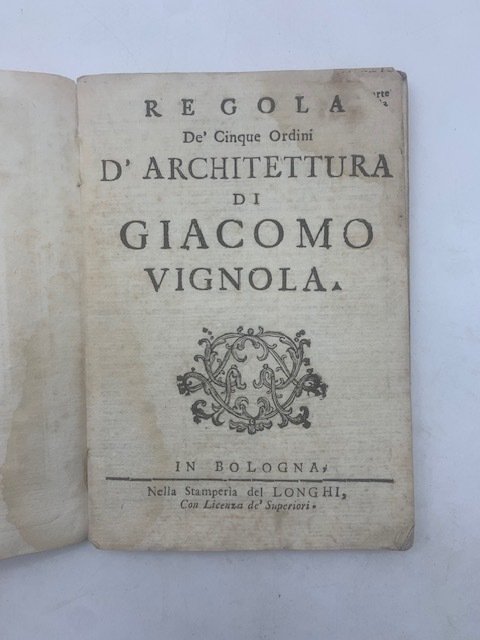 REGOLA
De' Cinque Ordini
D'ARCHITETTURA
DI
GIACOMO
VIGNOLA.
IN BOLOGNA,
Nella Stamperia del LONGHI,
Con Licenza de' Superiori.